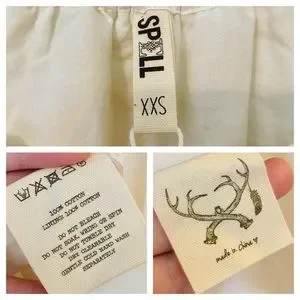 SPELL
XXS
100% COTTON
LINING: 100% COTTON
DO NOT BLEACH
DO NOT SOAK, WRING OR SPIN
DO NOT TUMBLE DRY
DRY CLEANABLE
GENTLE COLD HAND WASH
SEPARATELY
made in china ♥